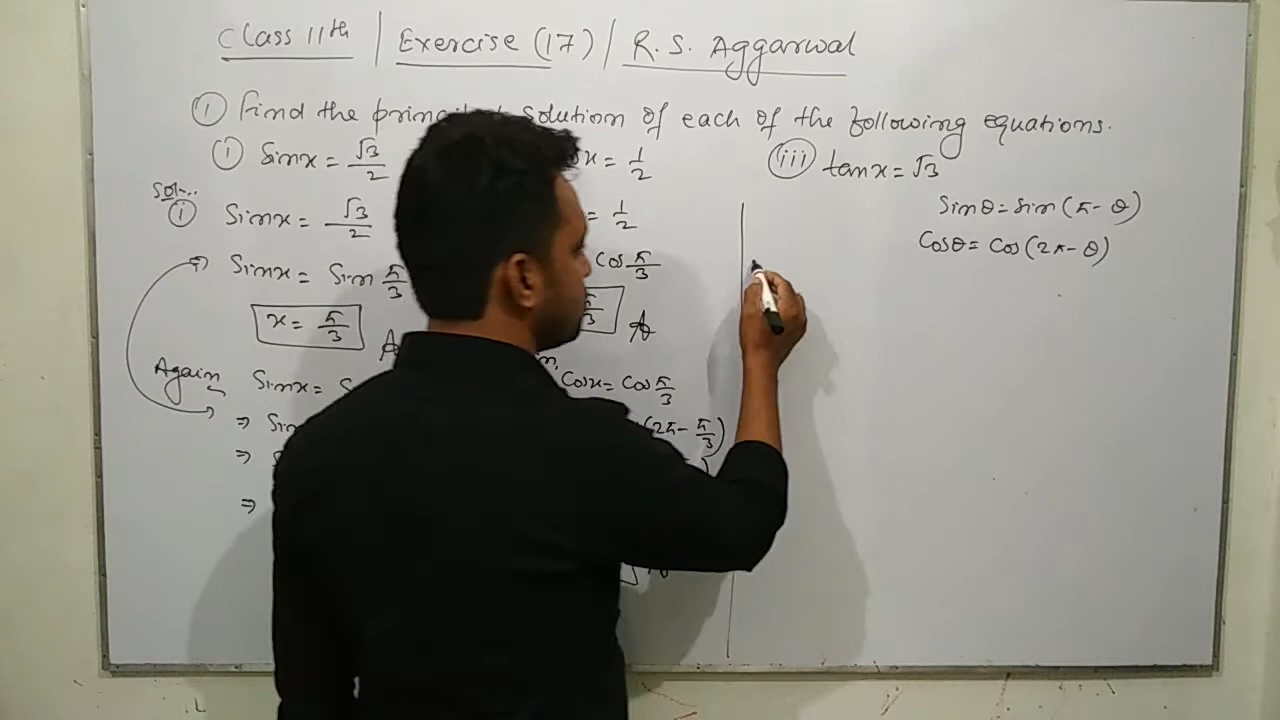 Class 11th | Exercise (17) / R. S. Aggarwal
① Find the solution of each of the following equations.
① Sinx = √3/2
x = 1/2
(iii) tanx = √3
Sol...
(i) Sinx = √3/2
= 1/2
Sinθ = Sin(π - θ)
Sinx = Sin π/3
Cos π/3
Cosθ = Cos(2π - θ)
x = π/3
π/3
Again
Sinx =
Cosx = Cos π/3
⇒ Sin
(2π - π/3)
⇒
⇒